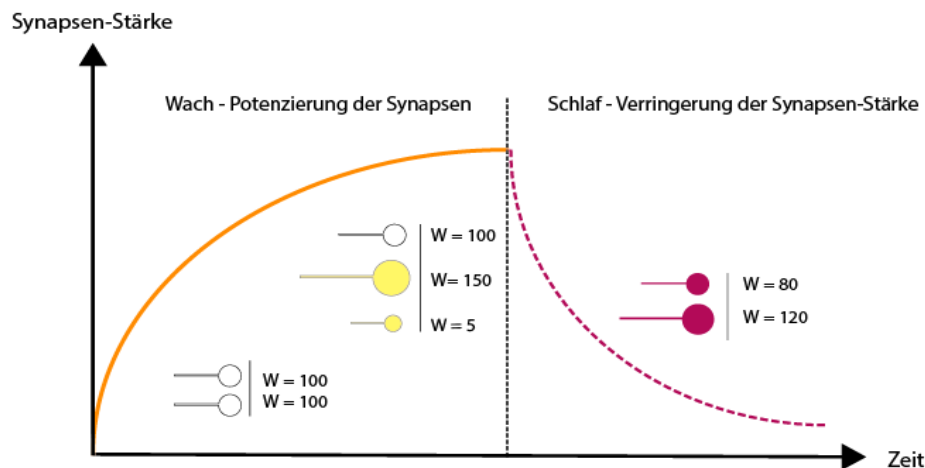 Synapsen-Stärke
Wach - Potenzierung der Synapsen
Schlaf - Verringerung der Synapsen-Stärke
W = 100
W= 150
W = 5
W = 80
W = 120
W = 100
W = 100
Zeit